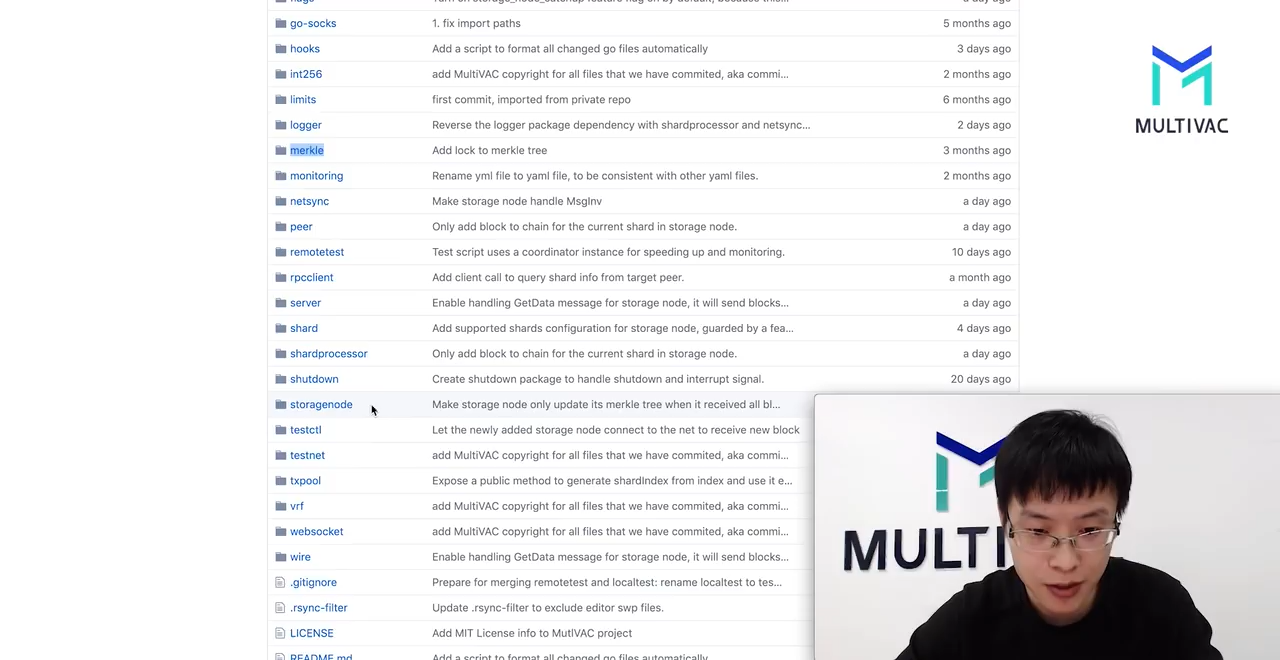 go-socks 1. fix import paths 5 months ago
hooks Add a script to format all changed go files automatically 3 days ago
int256 add MultiVAC copyright for all files that we have commited, aka commi... 2 months ago
limits first commit, imported from private repo 6 months ago
logger Reverse the logger package dependency with shardprocessor and netsync... 2 days ago
merkle Add lock to merkle tree 3 months ago
monitoring Rename yml file to yaml file, to be consistent with other yaml files. 2 months ago
netsync Make storage node handle MsgInv a day ago
peer Only add block to chain for the current shard in storage node. a day ago
remotetest Test script uses a coordinator instance for speeding up and monitoring. 10 days ago
rpcclient Add client call to query shard info from target peer. a month ago
server Enable handling GetData message for storage node, it will send blocks... a day ago
shard Add supported shards configuration for storage node, guarded by a fea... 4 days ago
shardprocessor Only add block to chain for the current shard in storage node. a day ago
shutdown Create shutdown package to handle shutdown and interrupt signal. 20 days ago
storagenode Make storage node only update its merkle tree when it received all bl...
testctl Let the newly added storage node connect to the net to receive new block
testnet add MultiVAC copyright for all files that we have commited, aka commi...
txpool Expose a public method to generate shardIndex from index and use it e...
vrf add MultiVAC copyright for all files that we have commited, aka commi...
websocket add MultiVAC copyright for all files that we have commited, aka commi...
wire Enable handling GetData message for storage node, it will send blocks...
.gitignore Prepare for merging remotetest and localtest: rename localtest to tes...
.rsync-filter Update .rsync-filter to exclude editor swp files.
LICENSE Add MIT License info to MutlVAC project
README.md Add a script to format all changed go files automatically
MULTIVAC
MULTI